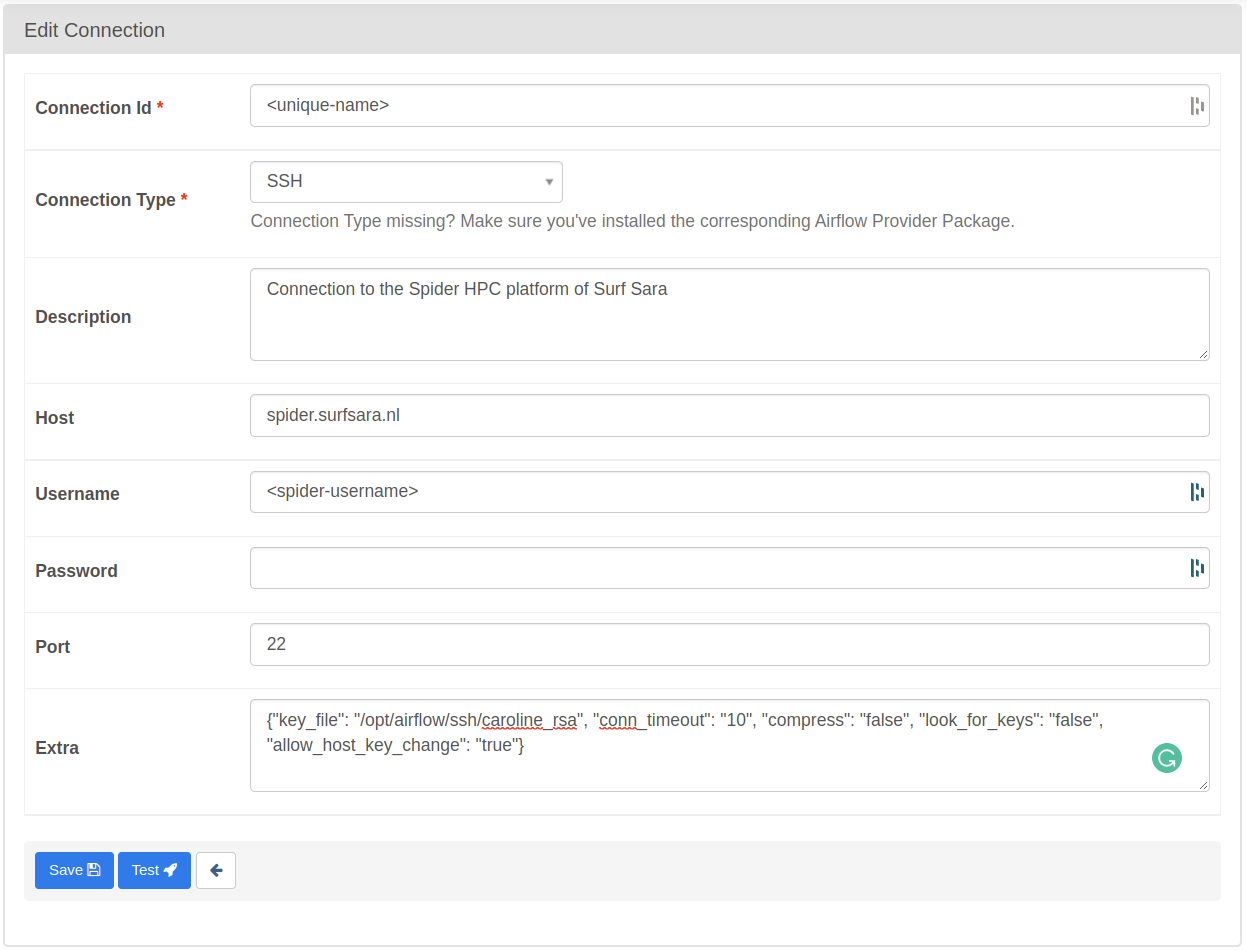 Edit Connection
Connection Id *
<unique-name>
Connection Type *
SSH
Connection Type missing? Make sure you've installed the corresponding Airflow Provider Package.
Description
Connection to the Spider HPC platform of Surf Sara
Host
spider.surfsara.nl
Username
<spider-username>
Password
Port
22
Extra
{"key_file": "/opt/airflow/ssh/caroline_rsa", "conn_timeout": "10", "compress": "false", "look_for_keys": "false",
"allow_host_key_change": "true"}
Save
Test